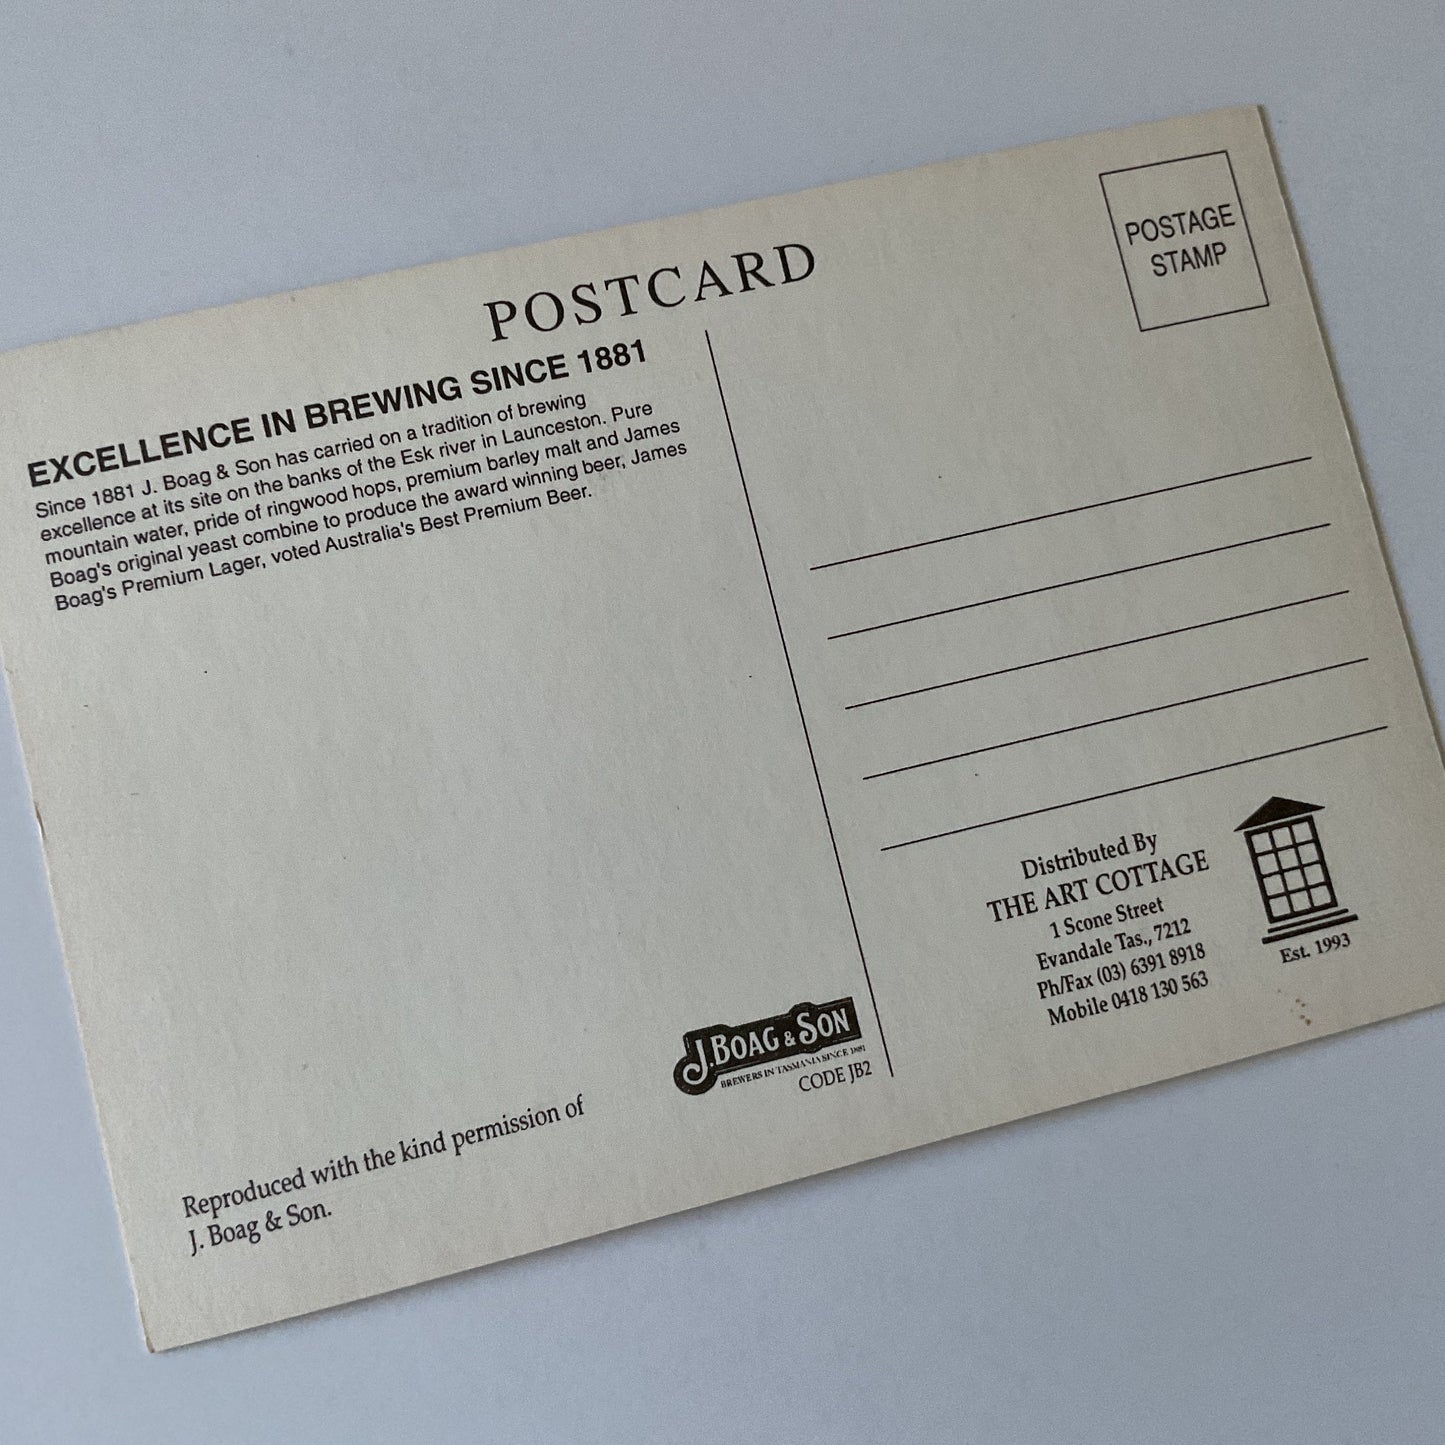 POSTCARD
POSTAGE
STAMP
EXCELLENCE IN BREWING SINCE 1881
Since 1881 J. Boag & Son has carried on a tradition of brewing
excellence at its site on the banks of the Esk river in Launceston. Pure
mountain water, pride of ringwood hops, premium barley malt and James
Boag's original yeast combine to produce the award winning beer, James
Boag's Premium Lager, voted Australia's Best Premium Beer.
Reproduced with the kind permission of
J. Boag & Son.
J. BOAG & SON
BREWERS IN TASMANIA SINCE 1881
CODE JB2
Distributed By
THE ART COTTAGE
1 Scone Street
Evandale Tas., 7212
Ph/Fax (03) 6391 8918
Mobile 0418 130 563
Est. 1993